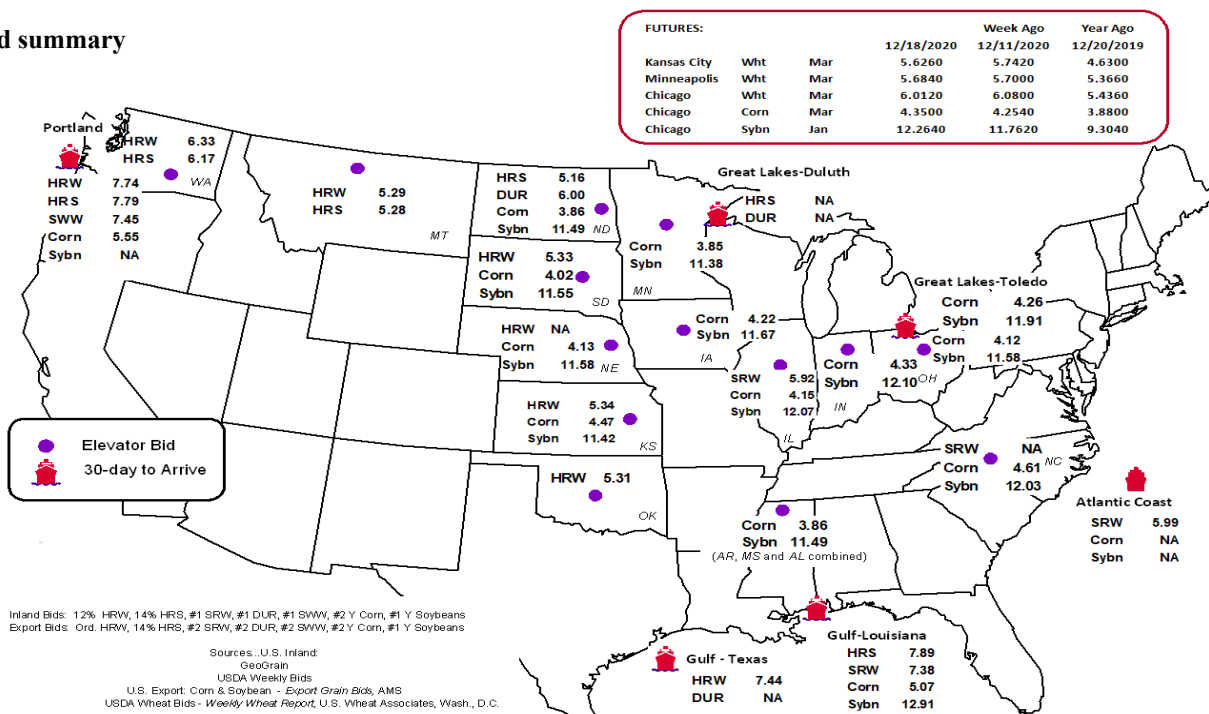 d summary
FUTURES: Week Ago Year Ago
12/18/2020 12/11/2020 12/20/2019
Kansas City Wht Mar 5.6260 5.7420 4.6300
Minneapolis Wht Mar 5.6840 5.7000 5.3660
Chicago Wht Mar 6.0120 6.0800 5.4360
Chicago Corn Mar 4.3500 4.2540 3.8800
Chicago Sybn Jan 12.2640 11.7620 9.3040
Portland
HRW 7.74
HRS 7.79
SWW 7.45
Corn 5.55
Sybn NA
HRW 6.33
HRS 6.17
WA
HRW 5.29
HRS 5.28
MT
HRS 5.16
DUR 6.00
Corn 3.86
Sybn 11.49 ND
HRW 5.33
Corn 4.02
Sybn 11.55
SD
HRW NA
Corn 4.13
Sybn 11.58 NE
HRW 5.34
Corn 4.47
Sybn 11.42
KS
HRW 5.31
OK
Great Lakes-Duluth
HRS NA
DUR NA
Corn 3.85
Sybn 11.38
MN
Corn 4.22
Sybn 11.67
IA
SRW 5.92
Corn 4.15
Sybn 12.07
IL
Great Lakes-Toledo
Corn 4.26
Sybn 11.91
Corn 4.12
Sybn 11.58
OH
Corn 4.33
Sybn 12.10
IN
SRW NA
Corn 4.61 NC
Sybn 12.03
Atlantic Coast
SRW 5.99
Corn NA
Sybn NA
Corn 3.86
Sybn 11.49
(AR, MS and AL combined)
Elevator Bid
30-day to Arrive
Gulf - Texas
HRW 7.44
DUR NA
Gulf-Louisiana
HRS 7.89
SRW 7.38
Corn 5.07
Sybn 12.91
Inland Bids: 12% HRW, 14% HRS, #1 SRW, #1 DUR, #1 SWW, #2 Y Corn, #1 Y Soybeans
Export Bids: Ord. HRW, 14% HRS, #2 SRW, #2 DUR, #2 SWW, #2 Y Corn, #1 Y Soybeans
Sources...U.S. Inland:
GeoGrain
USDA Weekly Bids
U.S. Export: Corn & Soybean - Export Grain Bids, AMS
USDA Wheat Bids - Weekly Wheat Report, U.S. Wheat Associates, Wash., D.C.